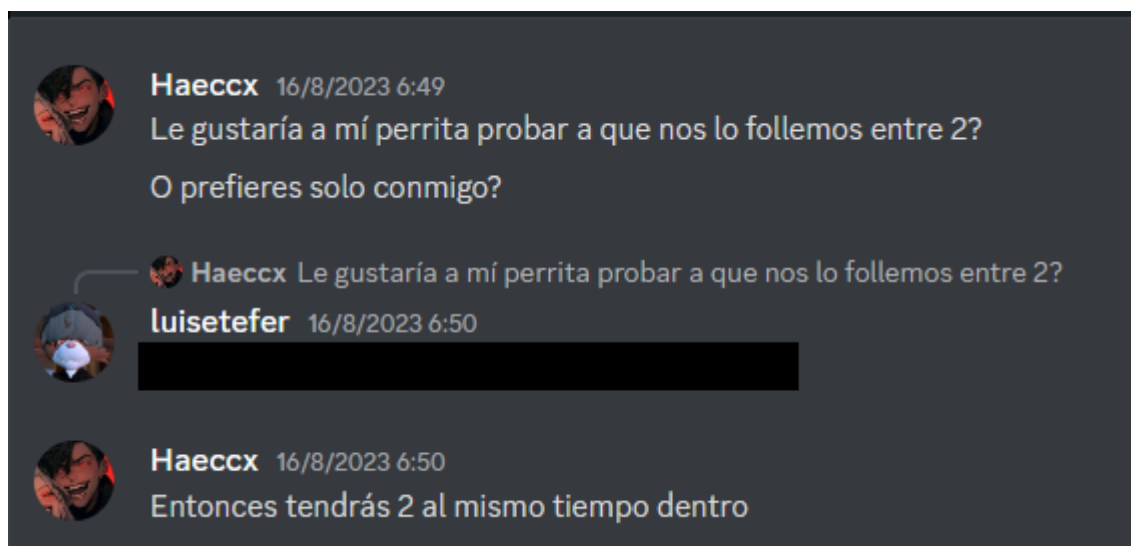 Haeccx 16/8/2023 6:49
Le gustaría a mí perrita probar a que nos lo follemos entre 2?
O prefieres solo conmigo?
Haeccx Le gustaría a mí perrita probar a que nos lo follemos entre 2?
luisetefer 16/8/2023 6:50
Haeccx 16/8/2023 6:50
Entonces tendrás 2 al mismo tiempo dentro